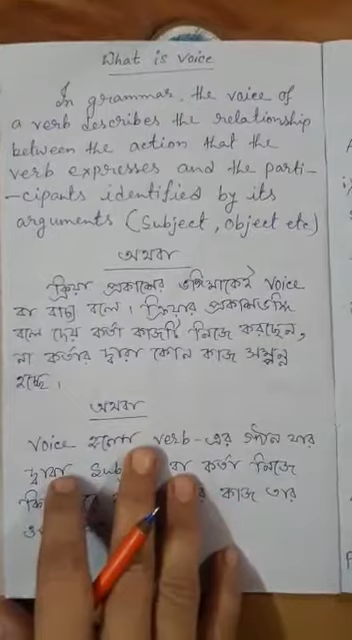 What is voice
In grammar, the voice of
a verb describes the relationship
between the action that the
verb expresses and the parti-
-cipants identified by its
arguments (Subject, object etc)
অথবা
ক্রিয়া প্রকাশের ভঙ্গিমাকেই voice
বা বাচ্য বলে। ক্রিয়ার প্রকাশভঙ্গি
বলে দেয় কর্তা কাজটি নিজে করছেন,
না কর্তার দ্বারা কোন কাজ সম্পন্ন
হচ্ছে।
অথবা
Voice হলো verb-এর গঠন যার
দ্বারা বা কর্তা নিজে
কাজ তার